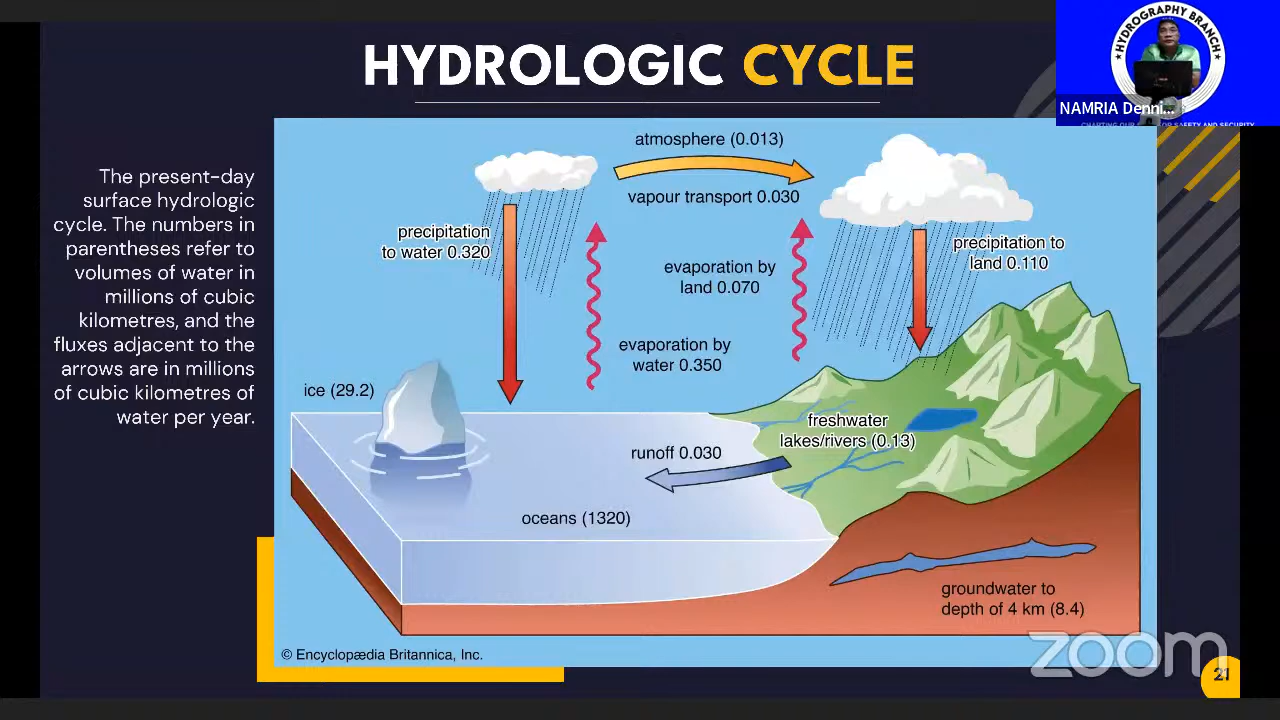 HYDROLOGIC CYCLE
HYDROGRAPHY BRANCH
NAMRIA Denni...
The present-day
surface hydrologic
cycle. The numbers in
parentheses refer to
volumes of water in
millions of cubic
kilometres, and the
fluxes adjacent to the
arrows are in millions
of cubic kilometres of
water per year.
atmosphere (0.013)
vapour transport 0.030
precipitation
to water 0.320
precipitation to
land 0.110
evaporation by
land 0.070
evaporation by
water 0.350
ice (29.2)
freshwater
lakes/rivers (0.13)
runoff 0.030
oceans (1320)
groundwater to
depth of 4 km (8.4)
© Encyclopædia Britannica, Inc.
zoom
21